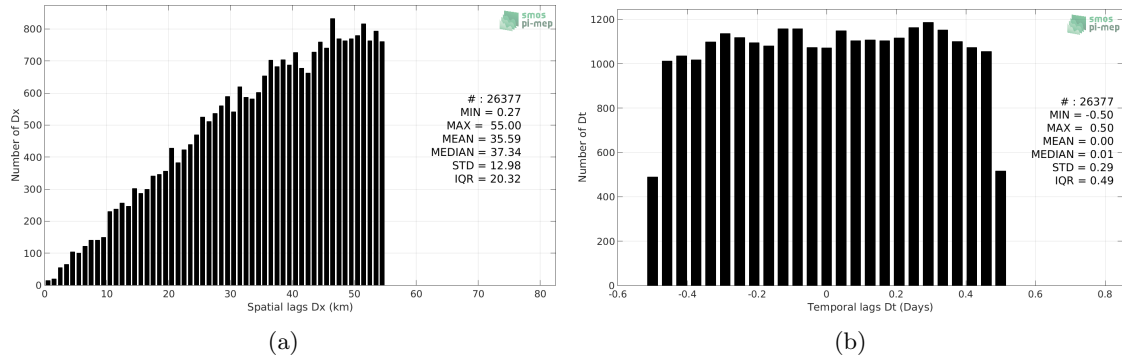 smos
pi-mep
800
700
600
500
400
300
200
100
0
Number of Dx
# : 26377
MIN = 0.27
MAX = 55.00
MEAN = 35.59
MEDIAN = 37.34
STD = 12.98
IQR = 20.32
0 10 20 30 40 50 60 70 80
Spatial lags Dx (km)
(a)
smos
pi-mep
1200
1000
800
600
400
200
0
Number of Dt
# : 26377
MIN = -0.50
MAX = 0.50
MEAN = 0.00
MEDIAN = 0.01
STD = 0.29
IQR = 0.49
-0.6 -0.4 -0.2 0 0.2 0.4 0.6 0.8
Temporal lags Dt (Days)
(b)